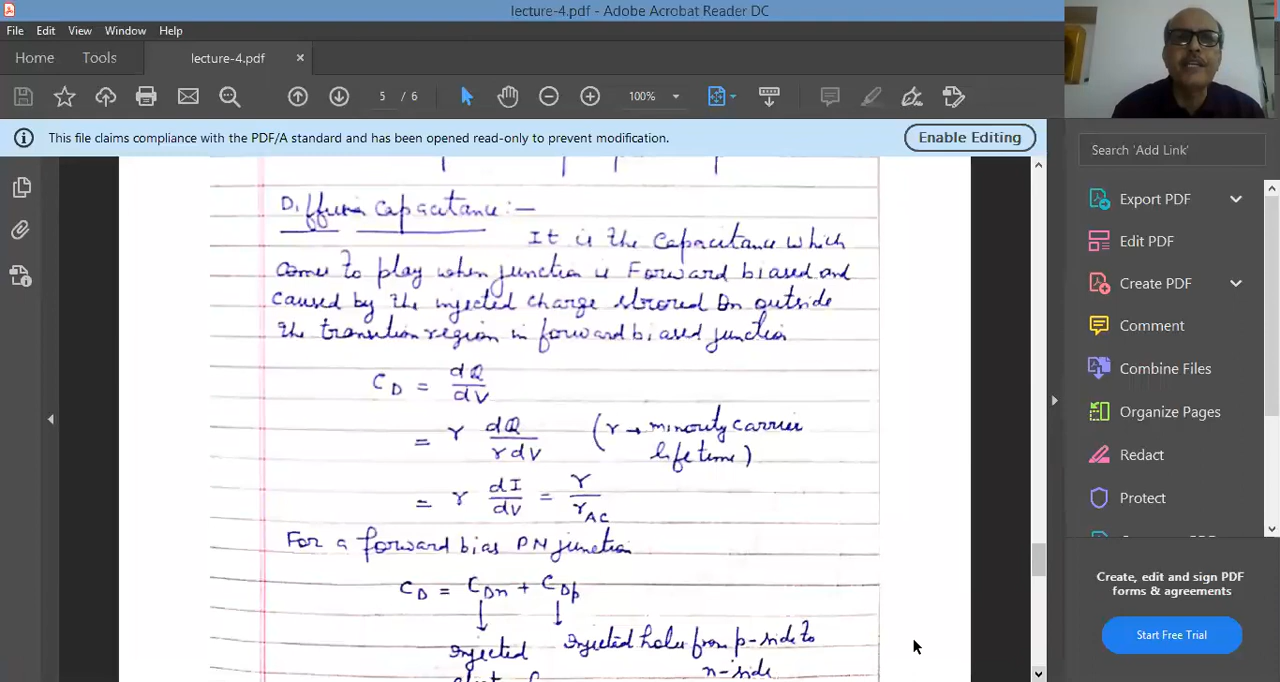 lecture-4.pdf - Adobe Acrobat Reader DC
File Edit View Window Help
Home Tools lecture-4.pdf ×
5 / 6 100%
This file claims compliance with the PDF/A standard and has been opened read-only to prevent modification.
Enable Editing
Diffusion Capacitance:—
It is the Capacitance which
comes to play when junction is Forward biased and
caused by the injected charge stored on outside
the transition region in forward biased junction
C_D = dQ/dV
= τ dQ/τdV (τ → minority carrier
lifetime)
= τ dI/dV = τ/r_AC
For a forward bias PN junction
C_D = C_Dn + C_Dp
↓ ↓
injected injected holes from p-side to
n-side
Search 'Add Link'
Export PDF
Edit PDF
Create PDF
Comment
Combine Files
Organize Pages
Redact
Protect
Create, edit and sign PDF
forms & agreements
Start Free Trial